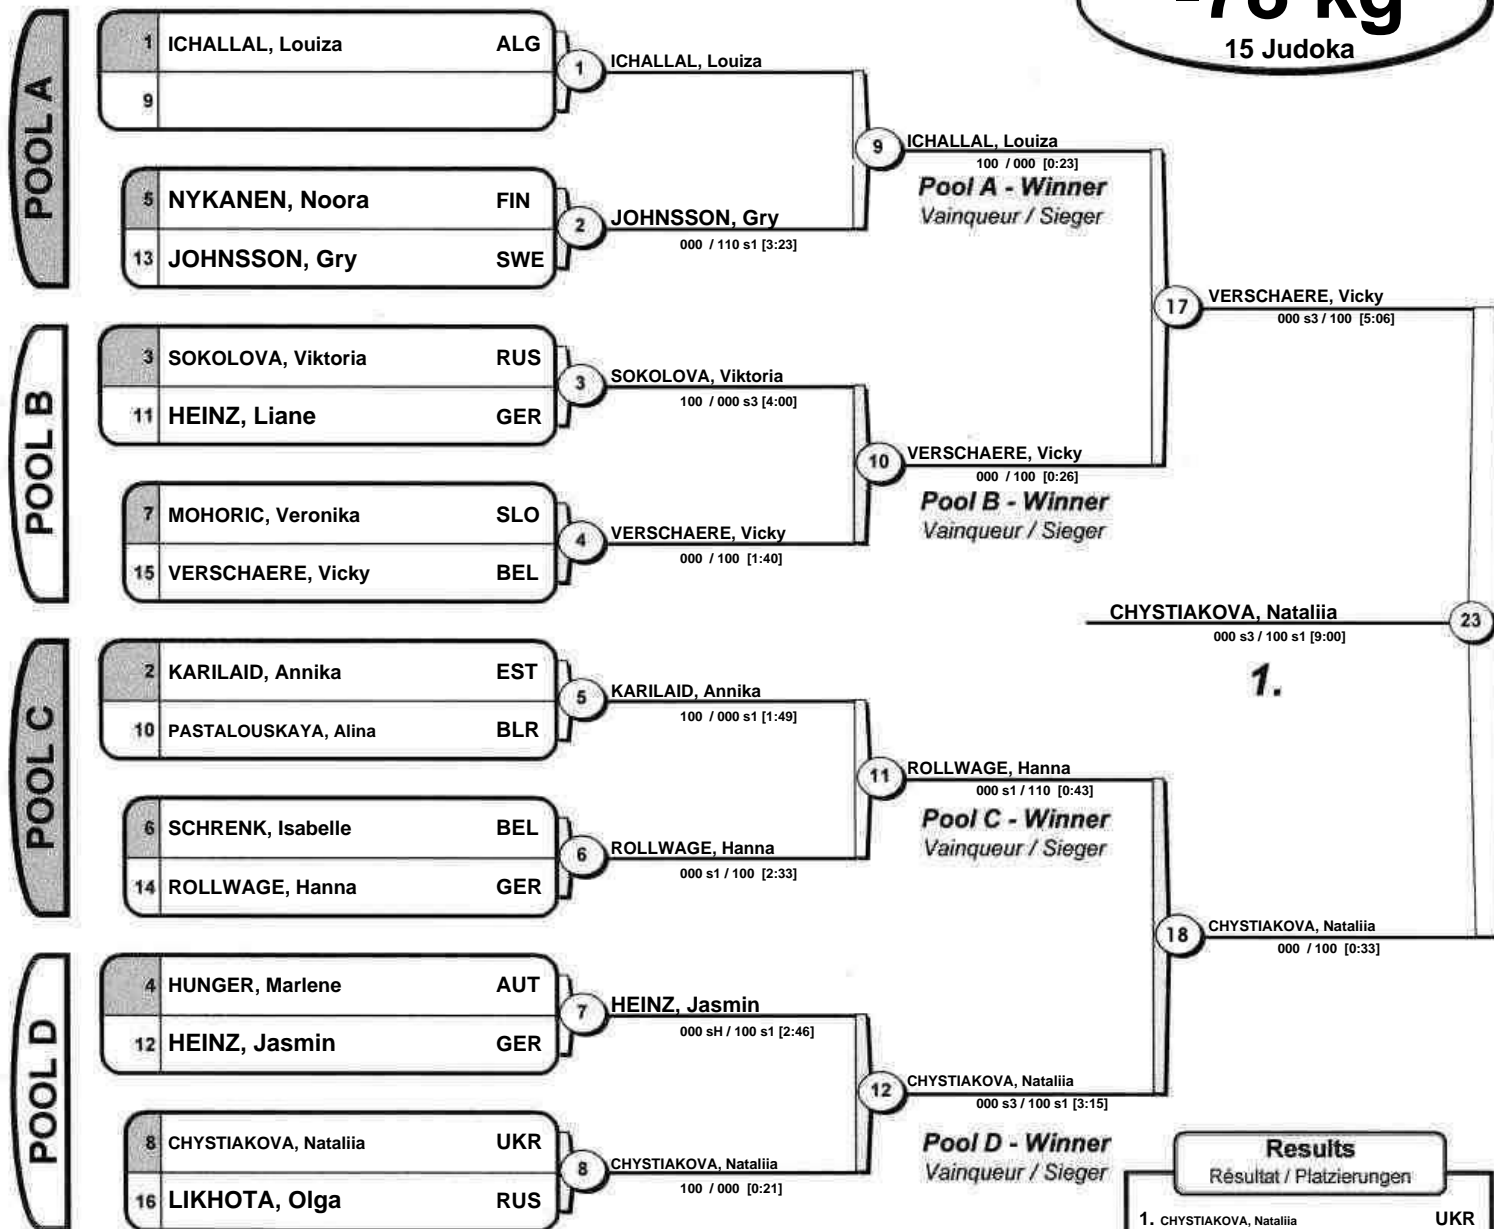 -78 kg
15 Judoka
POOL A
1 ICHALLAL, Louiza ALG
9
1
ICHALLAL, Louiza
5 NYKANEN, Noora FIN
13 JOHNSSON, Gry SWE
2
JOHNSSON, Gry
000 / 110 s1 [3:23]
9
ICHALLAL, Louiza
100 / 000 [0:23]
Pool A - Winner
Vainqueur / Sieger
POOL B
3 SOKOLOVA, Viktoria RUS
11 HEINZ, Liane GER
3
SOKOLOVA, Viktoria
100 / 000 s3 [4:00]
7 MOHORIC, Veronika SLO
15 VERSCHAERE, Vicky BEL
4
VERSCHAERE, Vicky
000 / 100 [1:40]
10
VERSCHAERE, Vicky
000 / 100 [0:26]
Pool B - Winner
Vainqueur / Sieger
17
VERSCHAERE, Vicky
000 s3 / 100 [5:06]
CHYSTIAKOVA, Nataliia
23
000 s3 / 100 s1 [9:00]
1.
POOL C
2 KARILAID, Annika EST
10 PASTALOUSKAYA, Alina BLR
5
KARILAID, Annika
100 / 000 s1 [1:49]
6 SCHRENK, Isabelle BEL
14 ROLLWAGE, Hanna GER
6
ROLLWAGE, Hanna
000 s1 / 100 [2:33]
11
ROLLWAGE, Hanna
000 s1 / 110 [0:43]
Pool C - Winner
Vainqueur / Sieger
POOL D
4 HUNGER, Marlene AUT
12 HEINZ, Jasmin GER
7
HEINZ, Jasmin
000 sH / 100 s1 [2:46]
8 CHYSTIAKOVA, Nataliia UKR
16 LIKHOTA, Olga RUS
8
CHYSTIAKOVA, Nataliia
100 / 000 [0:21]
12
CHYSTIAKOVA, Nataliia
000 s3 / 100 s1 [3:15]
Pool D - Winner
Vainqueur / Sieger
18
CHYSTIAKOVA, Nataliia
000 / 100 [0:33]
Results
Résultat / Platzierungen
1. CHYSTIAKOVA, Nataliia UKR